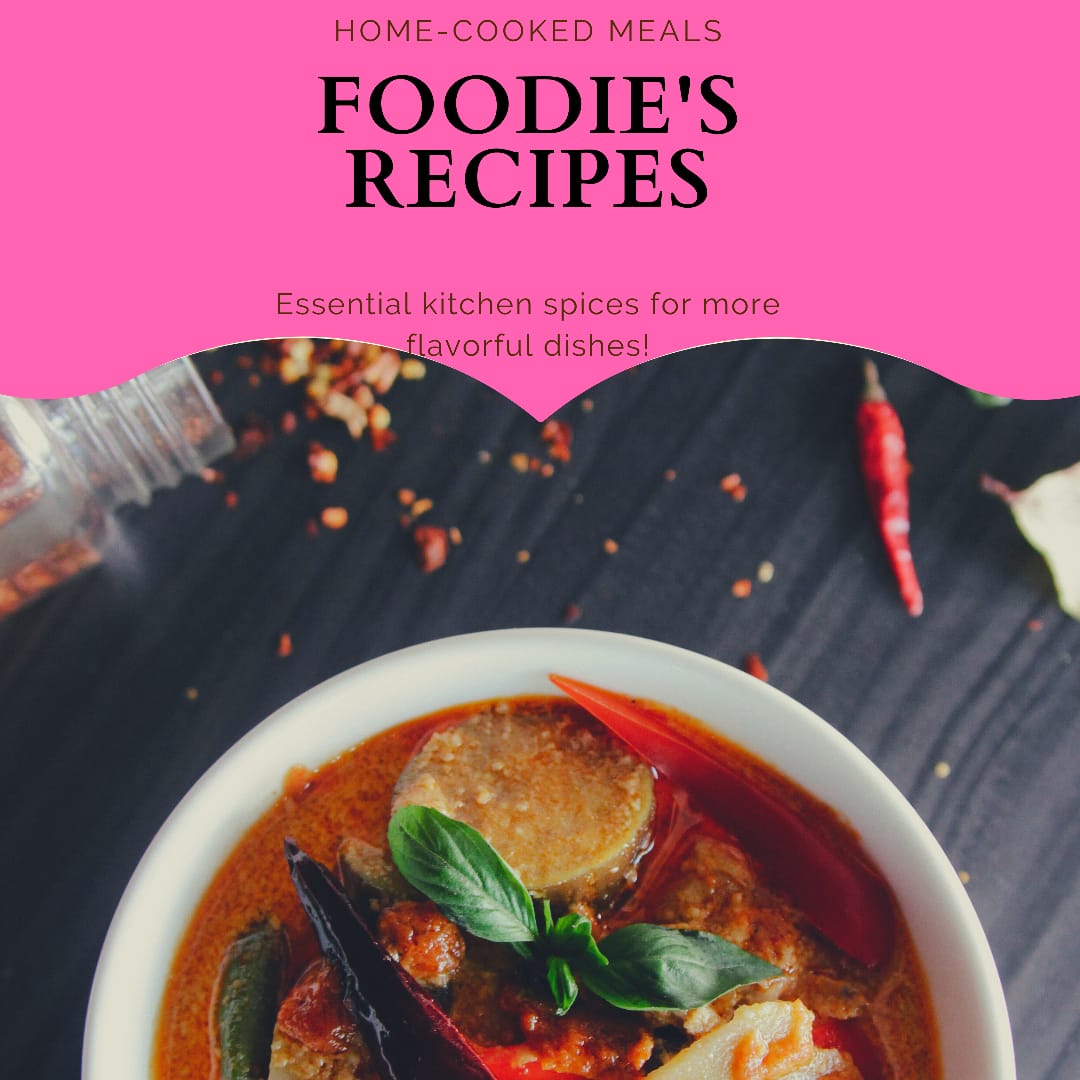 HOME-COOKED MEALS
FOODIE'S
RECIPES
Essential kitchen spices for more
flavorful dishes!